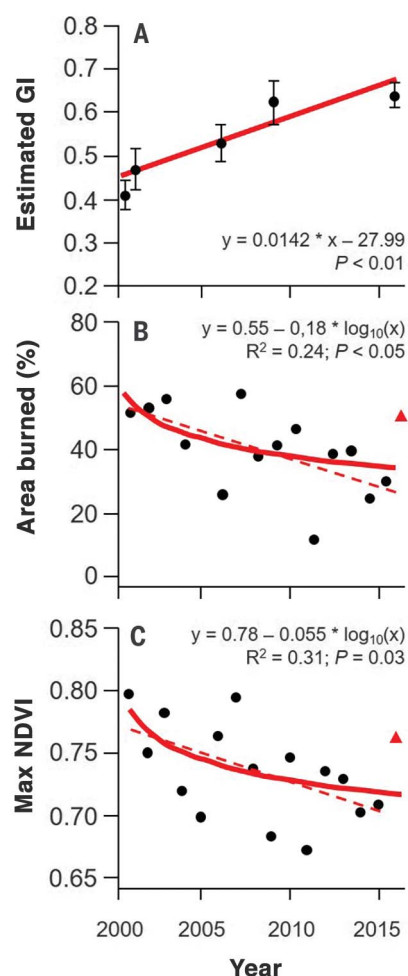 A
0.8
0.7
0.6
0.5
0.4
0.3
0.2
Estimated GI
y = 0.0142 * x – 27.99
P < 0.01
B
80
60
40
20
0
Area burned (%)
y = 0.55 – 0,18 * log10(x)
R2 = 0.24; P < 0.05
C
0.85
0.80
0.75
0.70
0.65
Max NDVI
y = 0.78 – 0.055 * log10(x)
R2 = 0.31; P = 0.03
2000 2005 2010 2015
Year